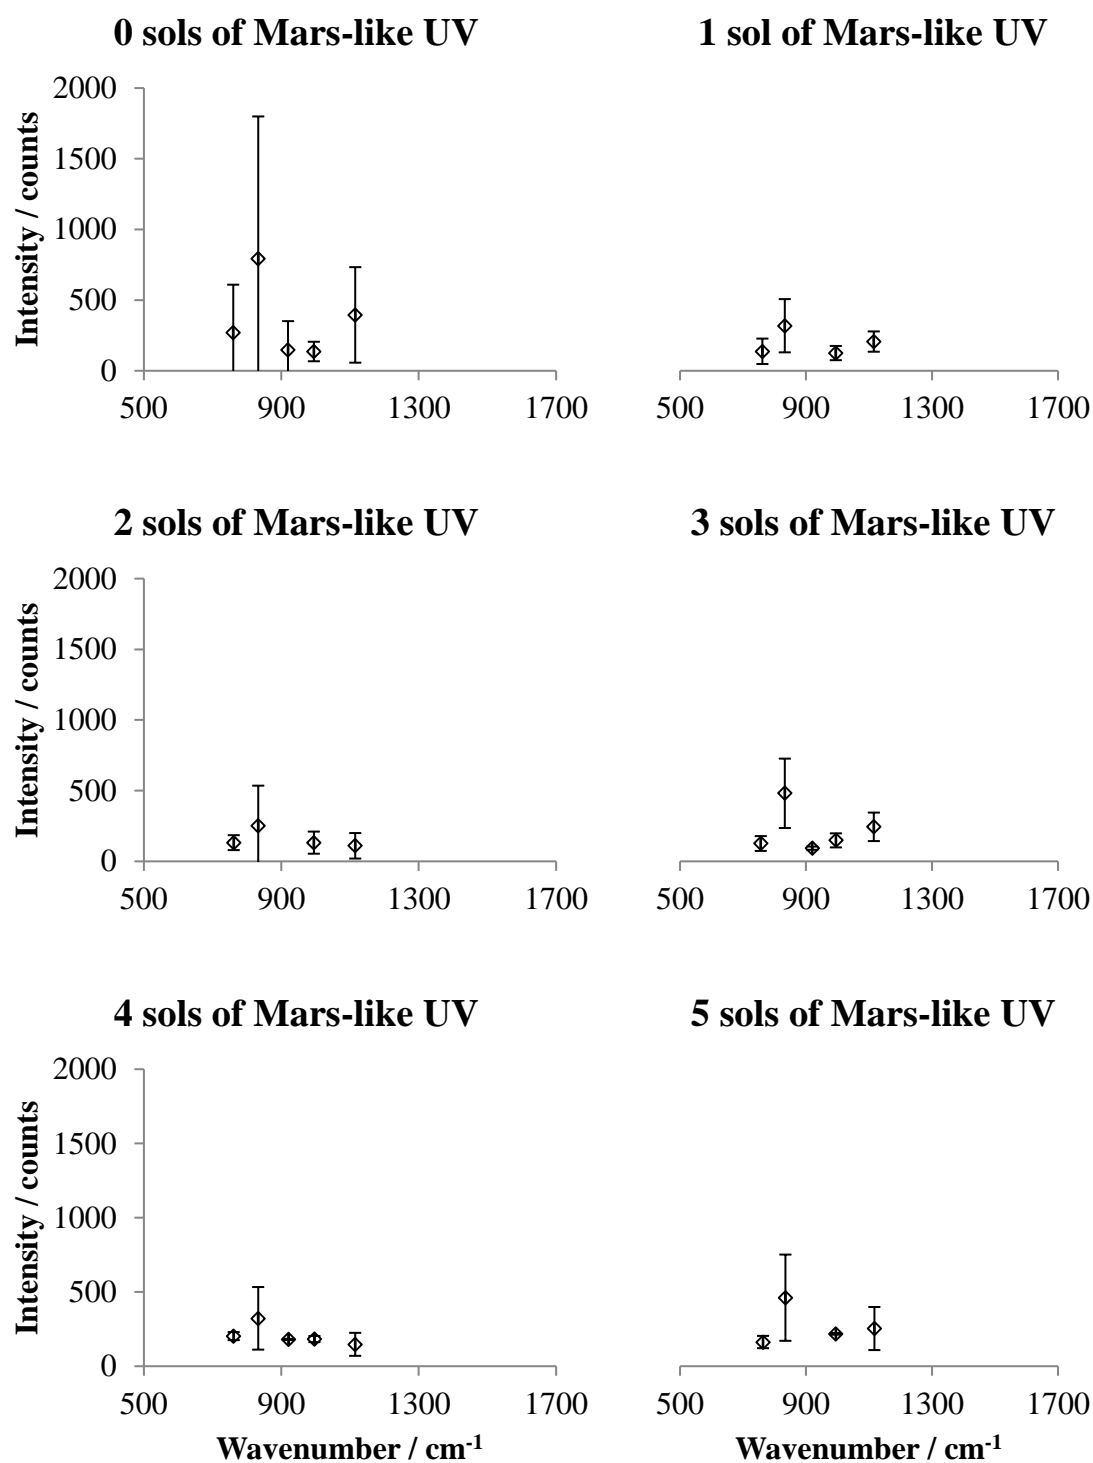 0 sols of Mars-like UV
1 sol of Mars-like UV
Intensity / counts
2000
1500
1000
500
0
500 900 1300 1700
500 900 1300 1700
2 sols of Mars-like UV
3 sols of Mars-like UV
Intensity / counts
2000
1500
1000
500
0
500 900 1300 1700
500 900 1300 1700
4 sols of Mars-like UV
5 sols of Mars-like UV
Intensity / counts
2000
1500
1000
500
0
500 900 1300 1700
500 900 1300 1700
Wavenumber / cm⁻¹
Wavenumber / cm⁻¹